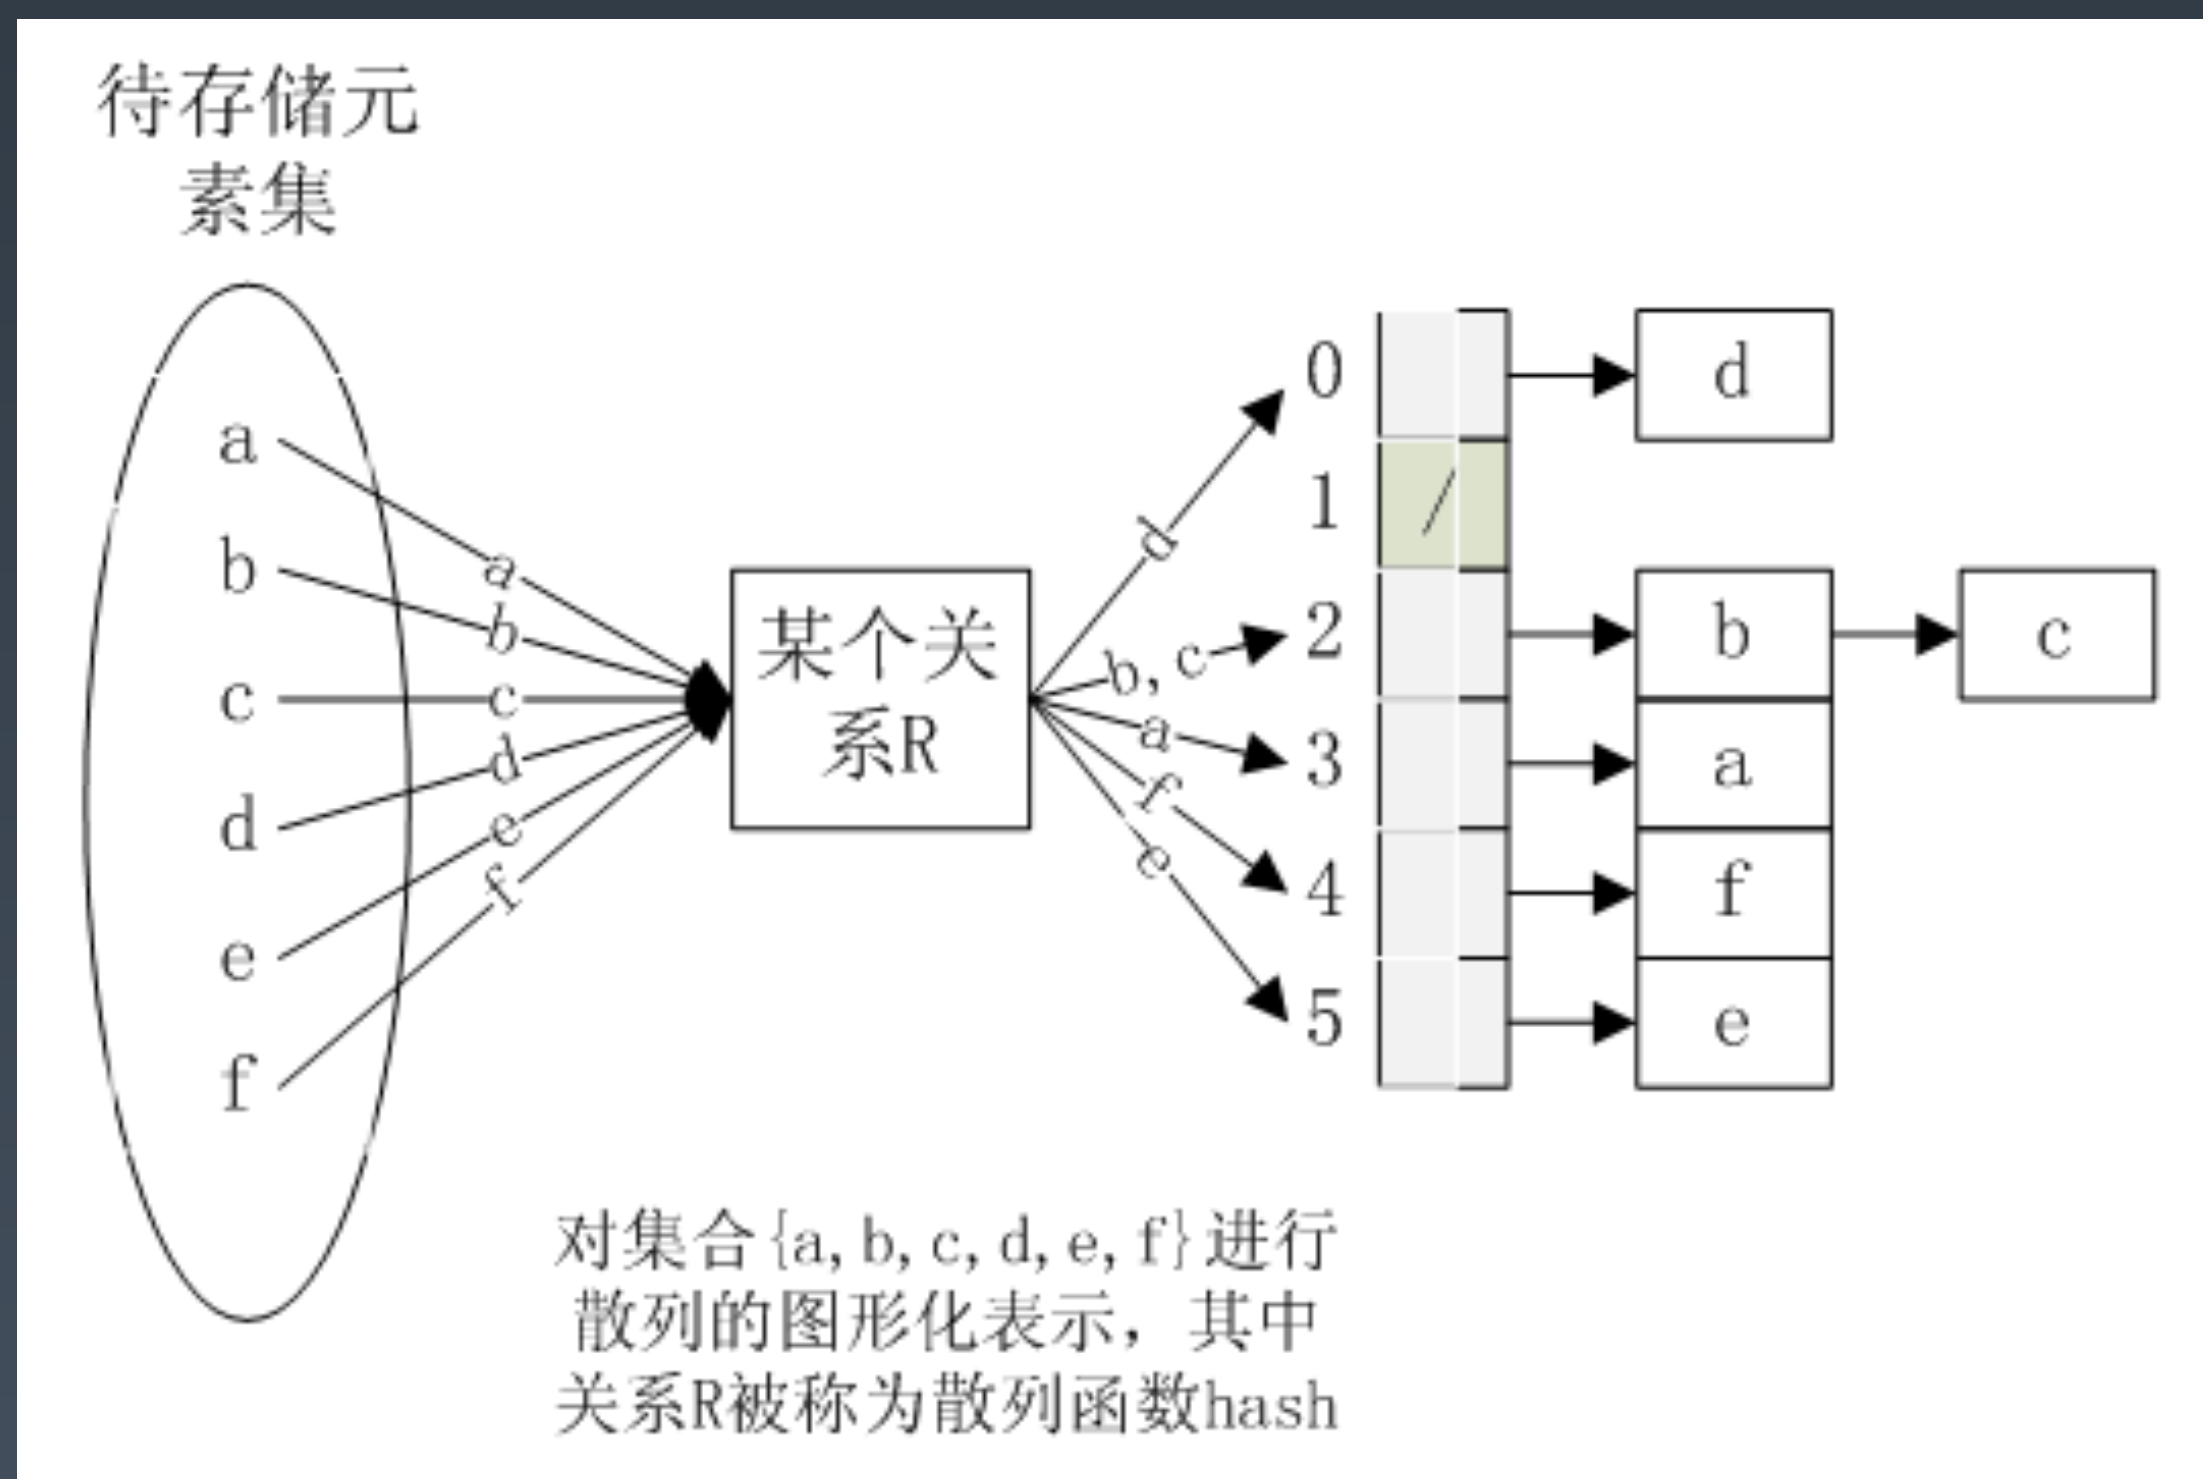 待存储元
素集
a
b
c
d
e
f
a
b
c
d
e
f
某个关
系R
d
b, c
a
f
e
0
1
2
3
4
5
/
d
b
c
a
f
e
对集合{a,b,c,d,e,f}进行
散列的图形化表示，其中
关系R被称为散列函数hash